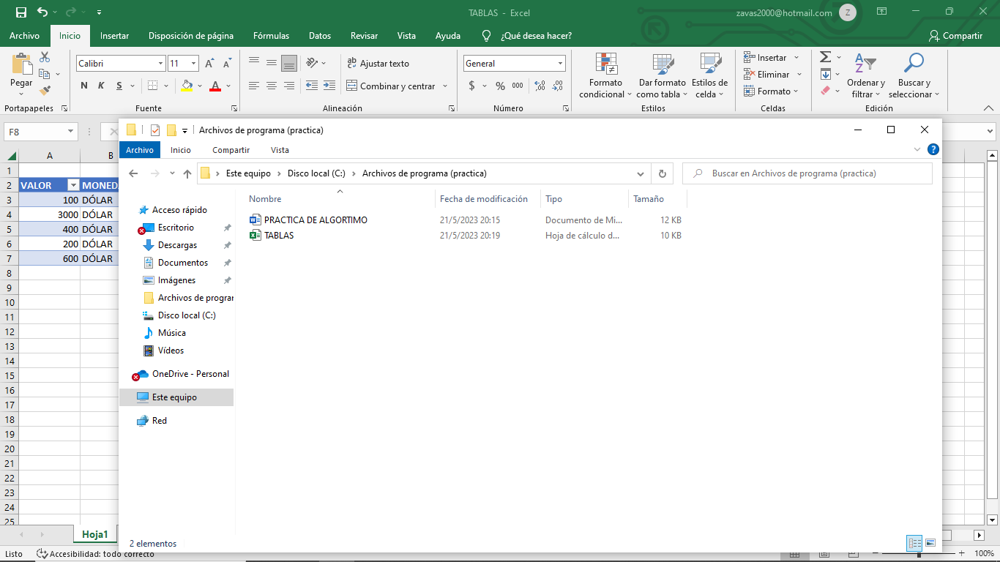 TABLAS - Excel
zavas2000@hotmail.com Z
Archivo Inicio Insertar Disposición de página Fórmulas Datos Revisar Vista Ayuda ¿Qué desea hacer? Compartir
Pegar
Calibri 11
N K S
Ajustar texto
Combinar y centrar
General
$ % 000
Formato condicional
Dar formato como tabla
Estilos de celda
Insertar
Eliminar
Formato
Ordenar y filtrar
Buscar y seleccionar
Portapapeles Fuente Alineación Número Estilos Celdas Edición
F8
A B
1
2 VALOR MONED
3 100 DÓLAR
4 3000 DÓLAR
5 400 DÓLAR
6 200 DÓLAR
7 600 DÓLAR
8
9
10
11
12
13
14
15
16
17
18
19
20
21
22
23
24
25
Archivos de programa (practica)
Archivo Inicio Compartir Vista
Este equipo > Disco local (C:) > Archivos de programa (practica)
Buscar en Archivos de programa (practica)
Nombre Fecha de modificación Tipo Tamaño
PRACTICA DE ALGORTIMO 21/5/2023 20:15 Documento de Mi... 12 KB
TABLAS 21/5/2023 20:19 Hoja de cálculo d... 10 KB
Acceso rápido
Escritorio
Descargas
Documentos
Imágenes
Archivos de prograr
Disco local (C:)
Música
Vídeos
OneDrive - Personal
Este equipo
Red
2 elementos
Hoja1
Listo Accesibilidad: todo correcto 100%